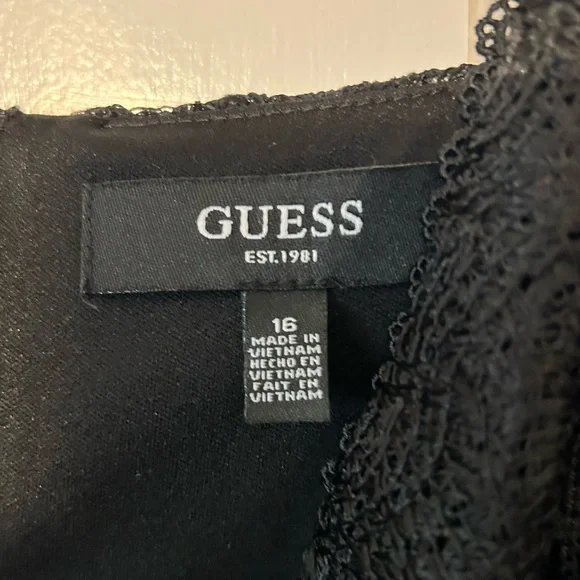 GUESS
EST.1981
16
MADE IN
VIETNAM
HECHO EN
VIETNAM
FAIT EN
VIETNAM